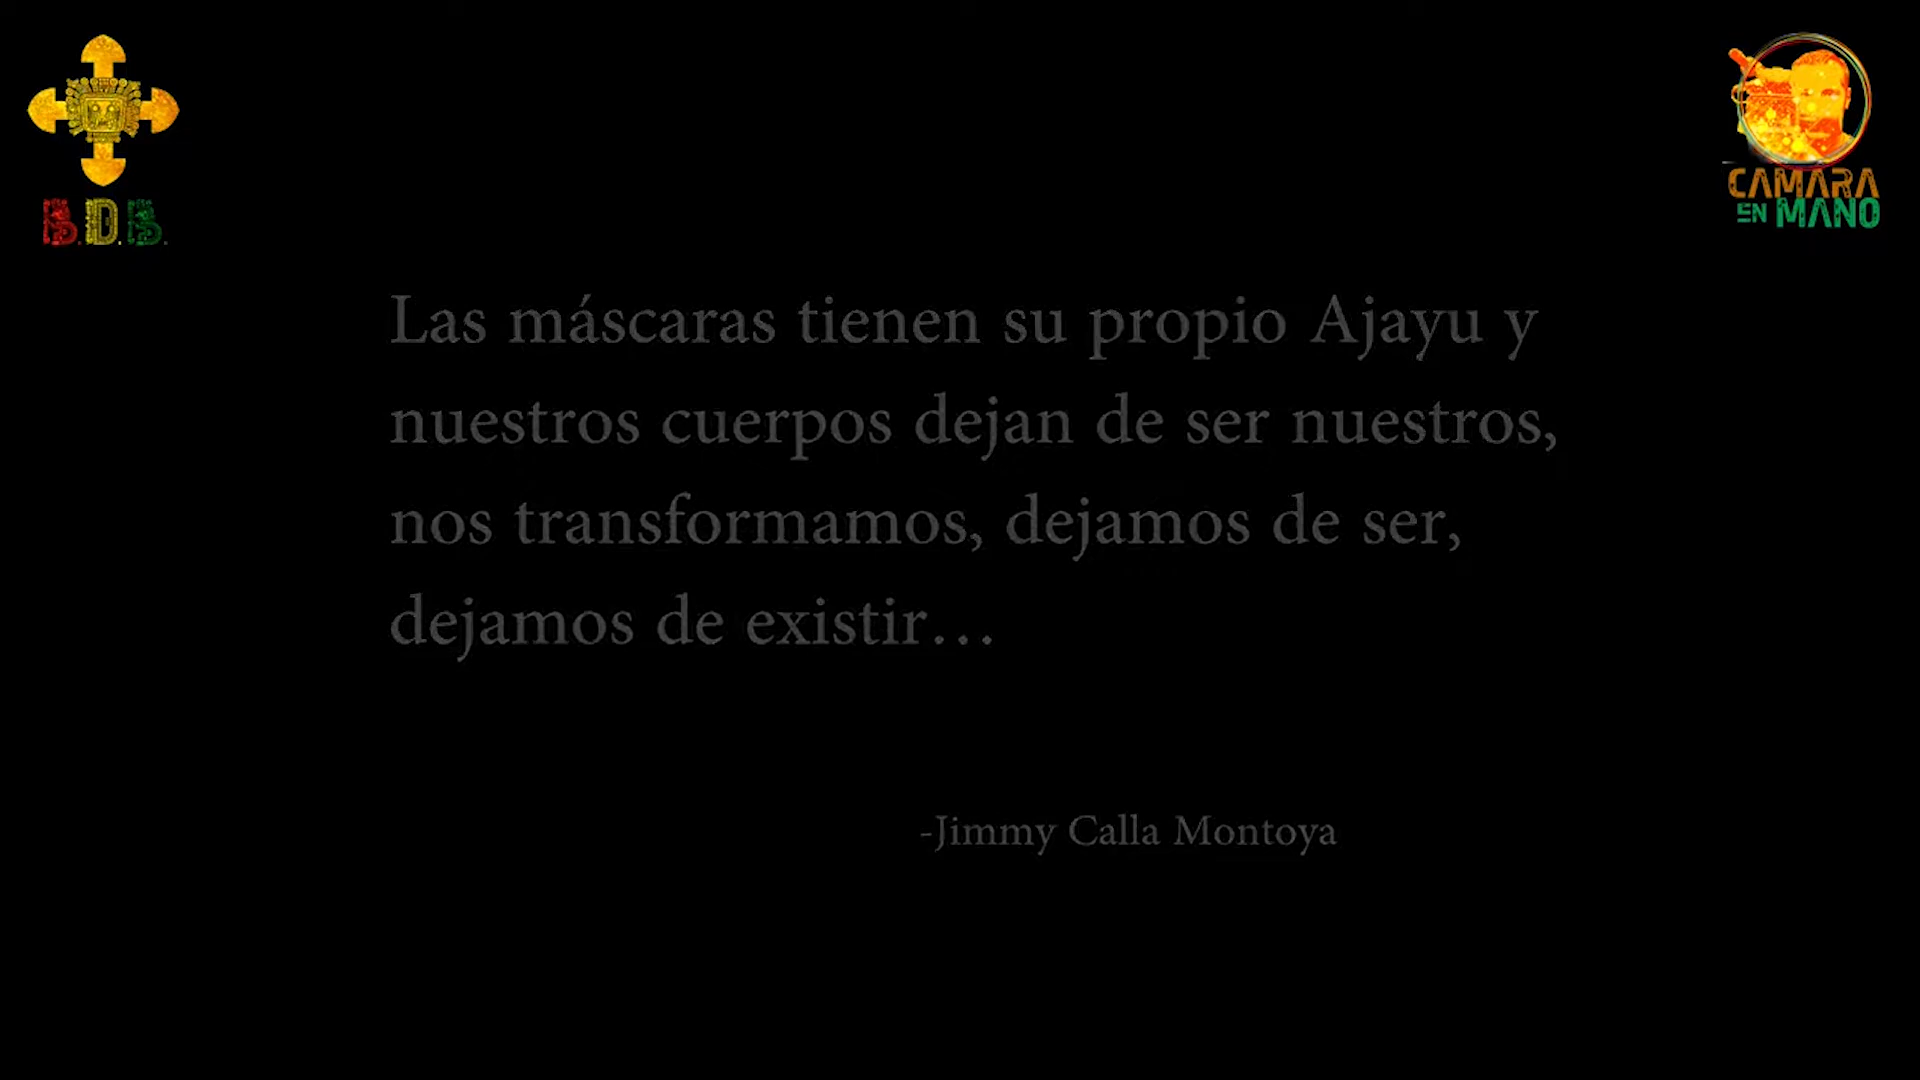 B.D.B.
CAMARA
EN MANO
Las máscaras tienen su propio Ajayu y
nuestros cuerpos dejan de ser nuestros,
nos transformamos, dejamos de ser,
dejamos de existir...
-Jimmy Calla Montoya